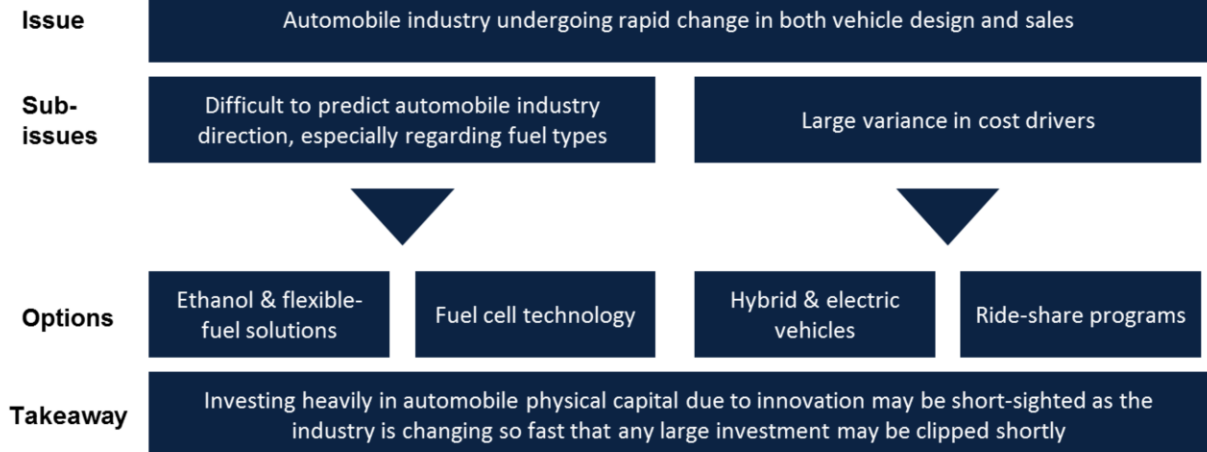 Issue
Automobile industry undergoing rapid change in both vehicle design and sales
Sub-
issues
Difficult to predict automobile industry
direction, especially regarding fuel types
Large variance in cost drivers
Options
Ethanol & flexible-
fuel solutions
Fuel cell technology
Hybrid & electric
vehicles
Ride-share programs
Takeaway
Investing heavily in automobile physical capital due to innovation may be short-sighted as the
industry is changing so fast that any large investment may be clipped shortly